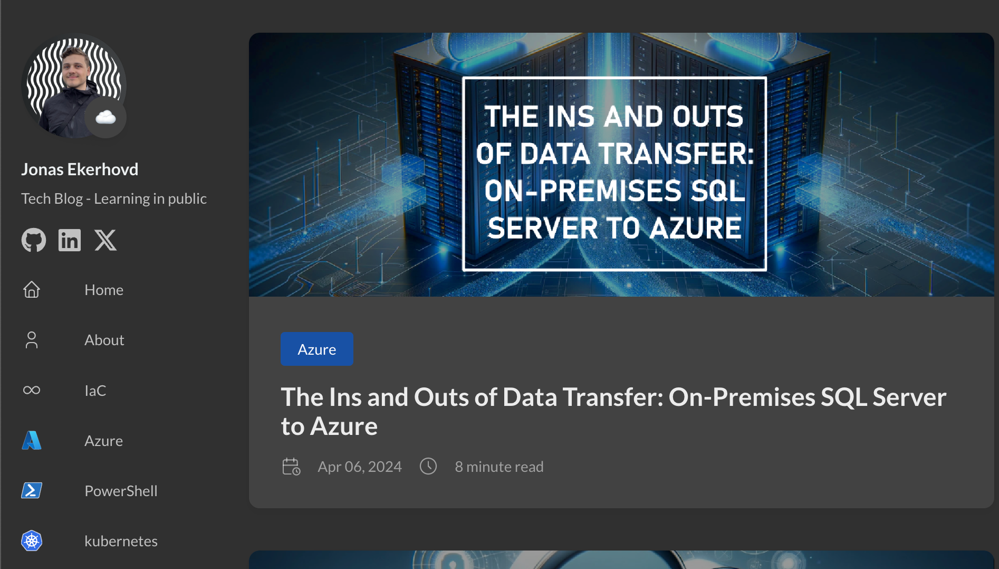 Jonas Ekerhovd
Tech Blog - Learning in public
Home
About
IaC
Azure
PowerShell
kubernetes
THE INS AND OUTS
OF DATA TRANSFER:
ON-PREMISES SQL
SERVER TO AZURE
Azure
The Ins and Outs of Data Transfer: On-Premises SQL Server
to Azure
Apr 06, 2024
8 minute read